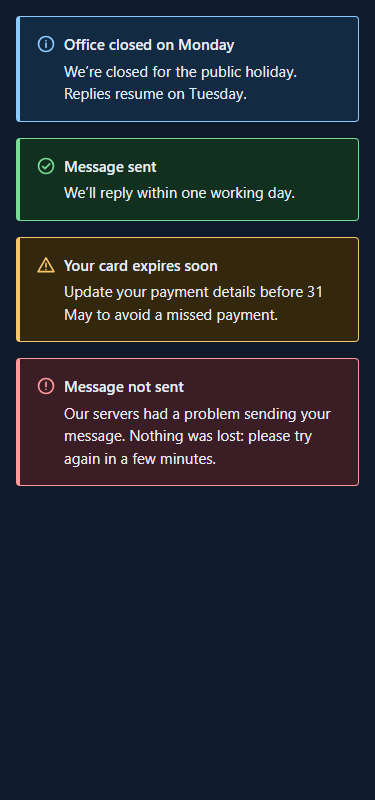 Office closed on Monday
We’re closed for the public holiday.
Replies resume on Tuesday.
Message sent
We’ll reply within one working day.
Your card expires soon
Update your payment details before 31
May to avoid a missed payment.
Message not sent
Our servers had a problem sending your
message. Nothing was lost: please try
again in a few minutes.